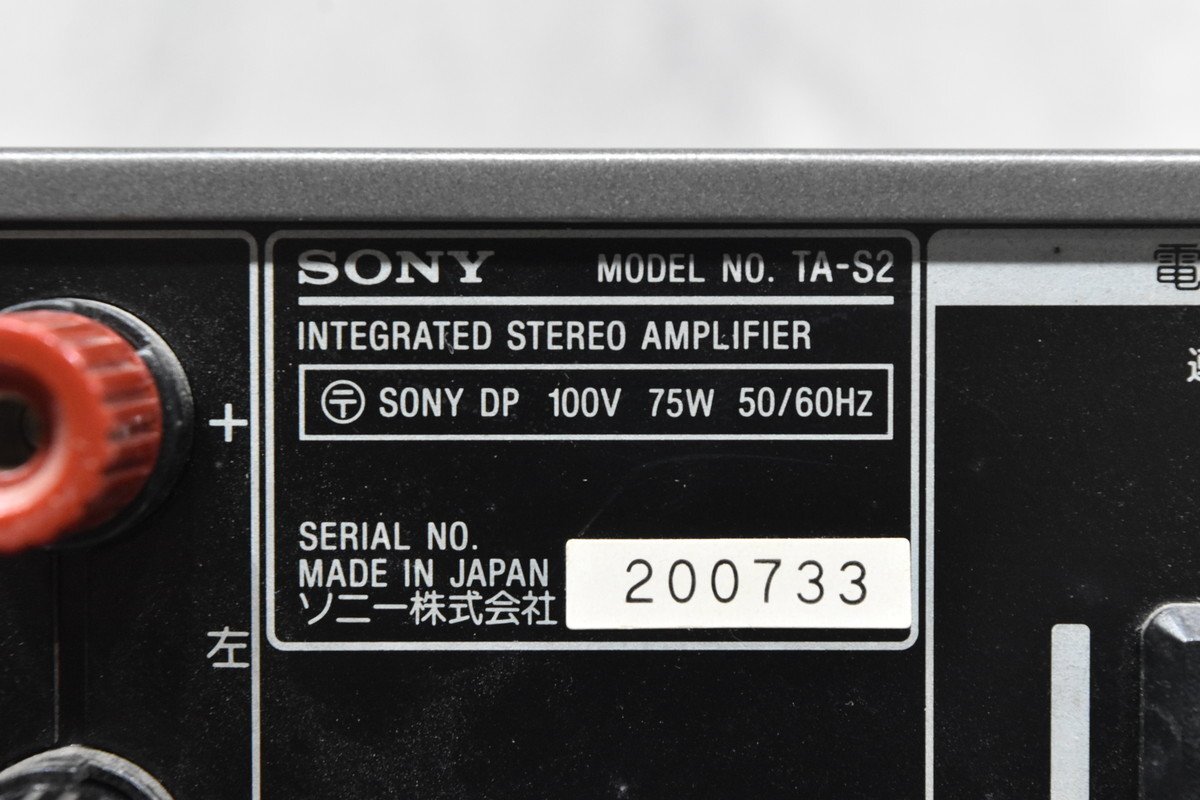 SONY MODEL NO. TA-S2
INTEGRATED STEREO AMPLIFIER
〒 SONY DP 100V 75W 50/60Hz
SERIAL NO.
MADE IN JAPAN
ソニー株式会社
200733
+
左
電